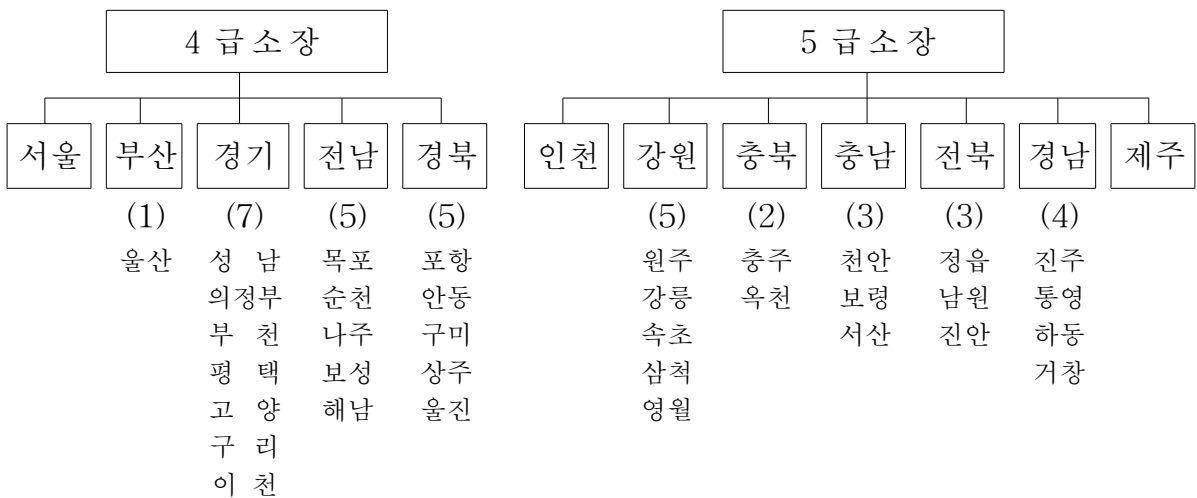 4급소장
서울 부산 경기 전남 경북
(1) (7) (5) (5)
울산 성 남 목포 포항
의정부 순천 안동
부 천 나주 구미
평 택 보성 상주
고 양 해남 울진
구 리
이 천
5급소장
인천 강원 충북 충남 전북 경남 제주
(5) (2) (3) (3) (4)
원주 충주 천안 정읍 진주
강릉 옥천 보령 남원 통영
속초 서산 진안 하동
삼척 거창
영월